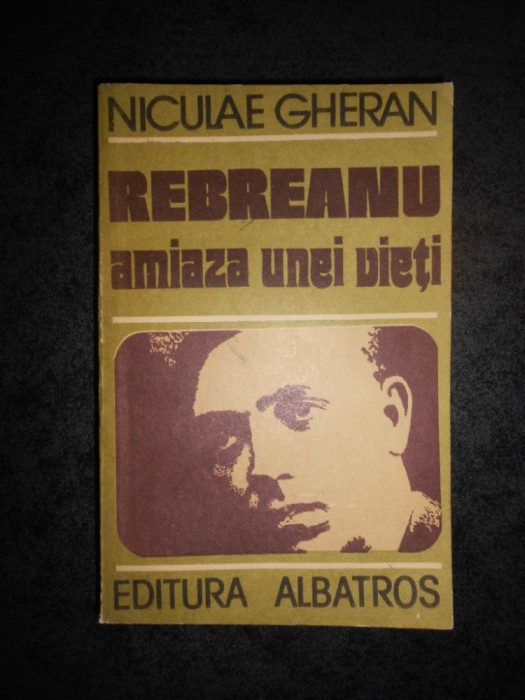 NICULAE GHERAN
REBREANU
amiaza unei vieți
EDITURA ALBATROS